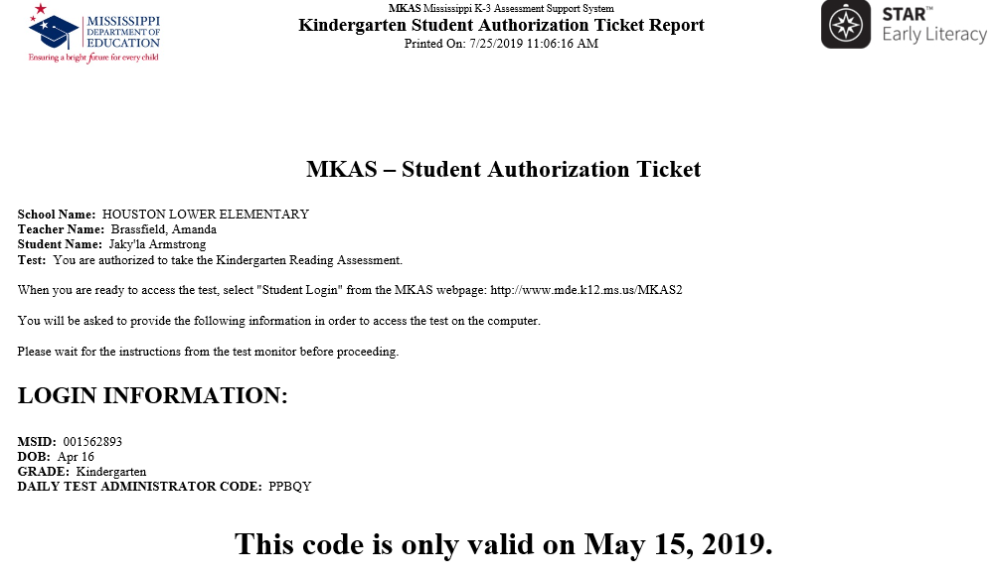 MISSISSIPPI
DEPARTMENT OF
EDUCATION
Ensuring a bright future for every child
MKAS Mississippi K-3 Assessment Support System
Kindergarten Student Authorization Ticket Report
Printed On: 7/25/2019 11:06:16 AM
STAR™
Early Literacy
MKAS – Student Authorization Ticket
School Name: HOUSTON LOWER ELEMENTARY
Teacher Name: Brassfield, Amanda
Student Name: Jaky'la Armstrong
Test: You are authorized to take the Kindergarten Reading Assessment.
When you are ready to access the test, select "Student Login" from the MKAS webpage: http://www.mde.k12.ms.us/MKAS2
You will be asked to provide the following information in order to access the test on the computer.
Please wait for the instructions from the test monitor before proceeding.
LOGIN INFORMATION:
MSID: 001562893
DOB: Apr 16
GRADE: Kindergarten
DAILY TEST ADMINISTRATOR CODE: PPBQY
This code is only valid on May 15, 2019.